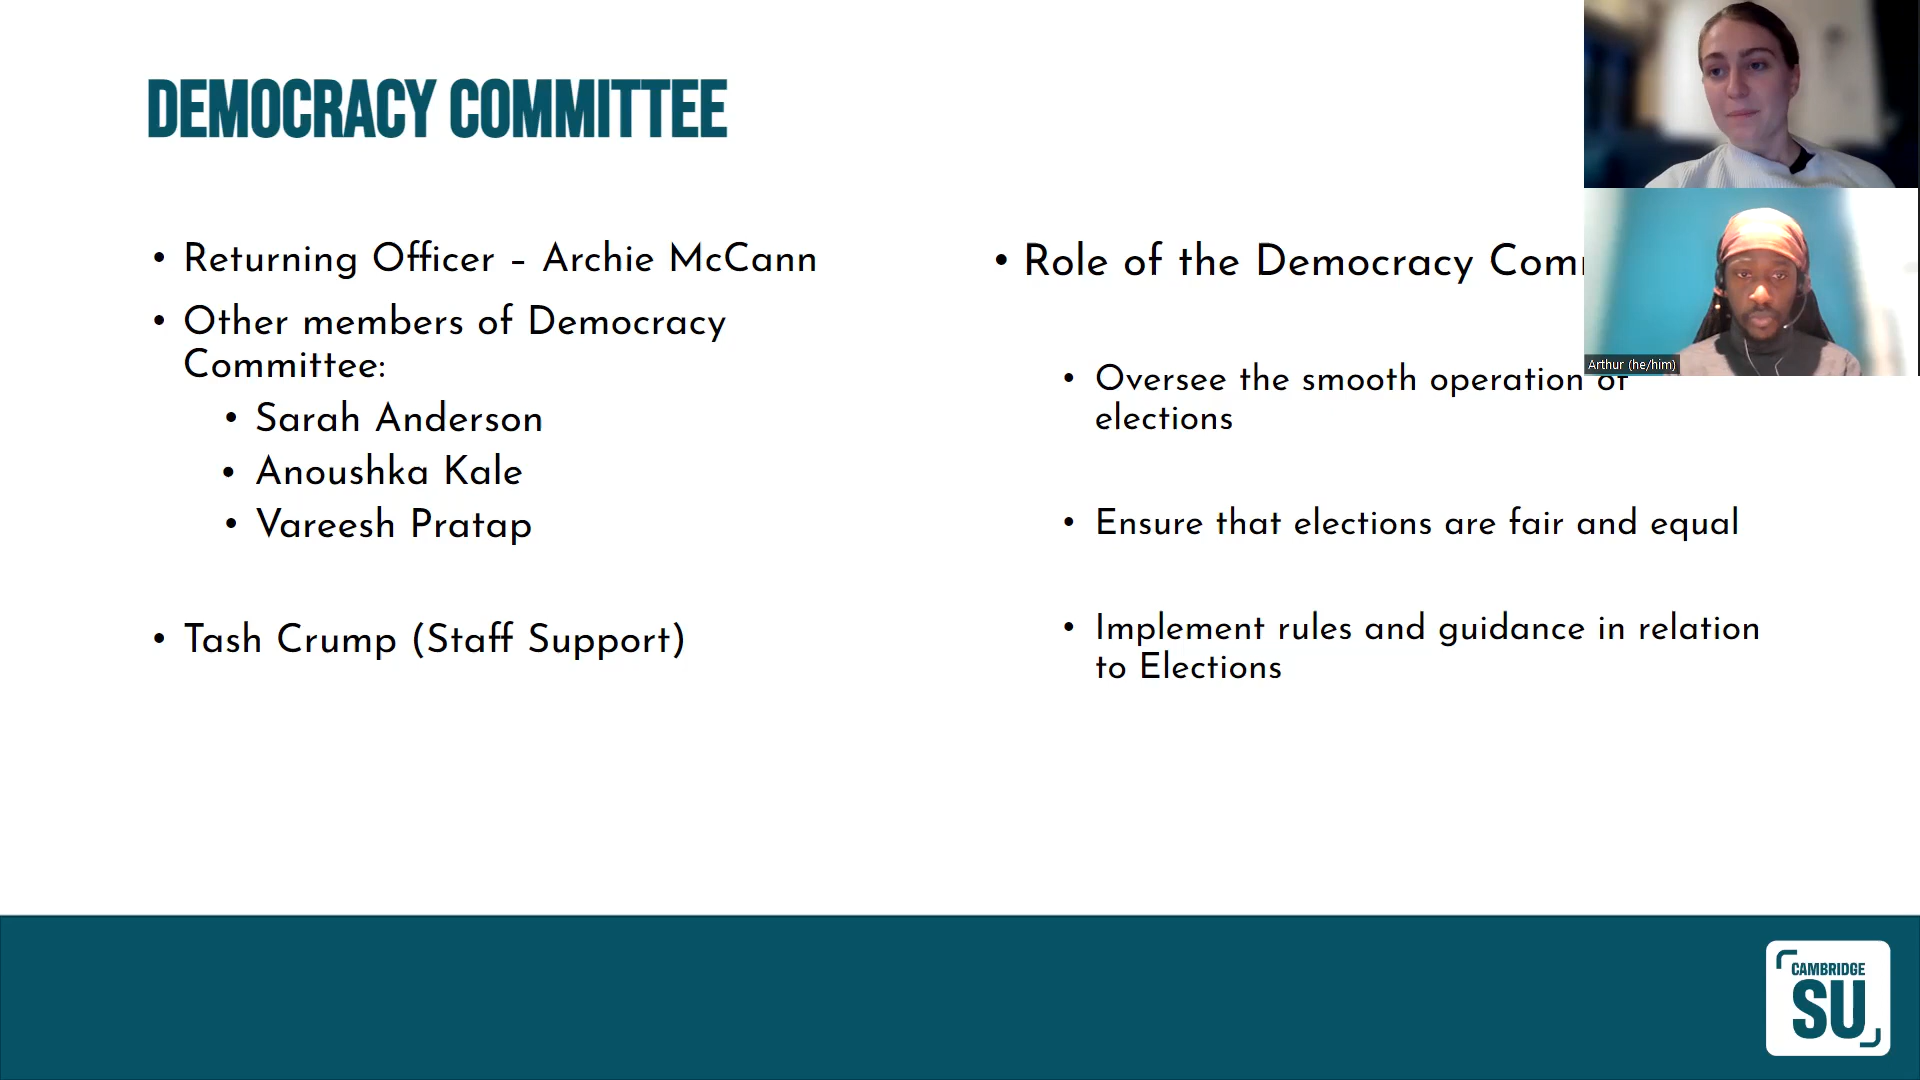 DEMOCRACY COMMITTEE
• Returning Officer – Archie McCann
• Other members of Democracy
Committee:
• Sarah Anderson
• Anoushka Kale
• Vareesh Pratap
• Tash Crump (Staff Support)
• Role of the Democracy
• Oversee the smooth operation of
elections
• Ensure that elections are fair and equal
• Implement rules and guidance in relation
to Elections
Arthur (he/him)
CAMBRIDGE
SU